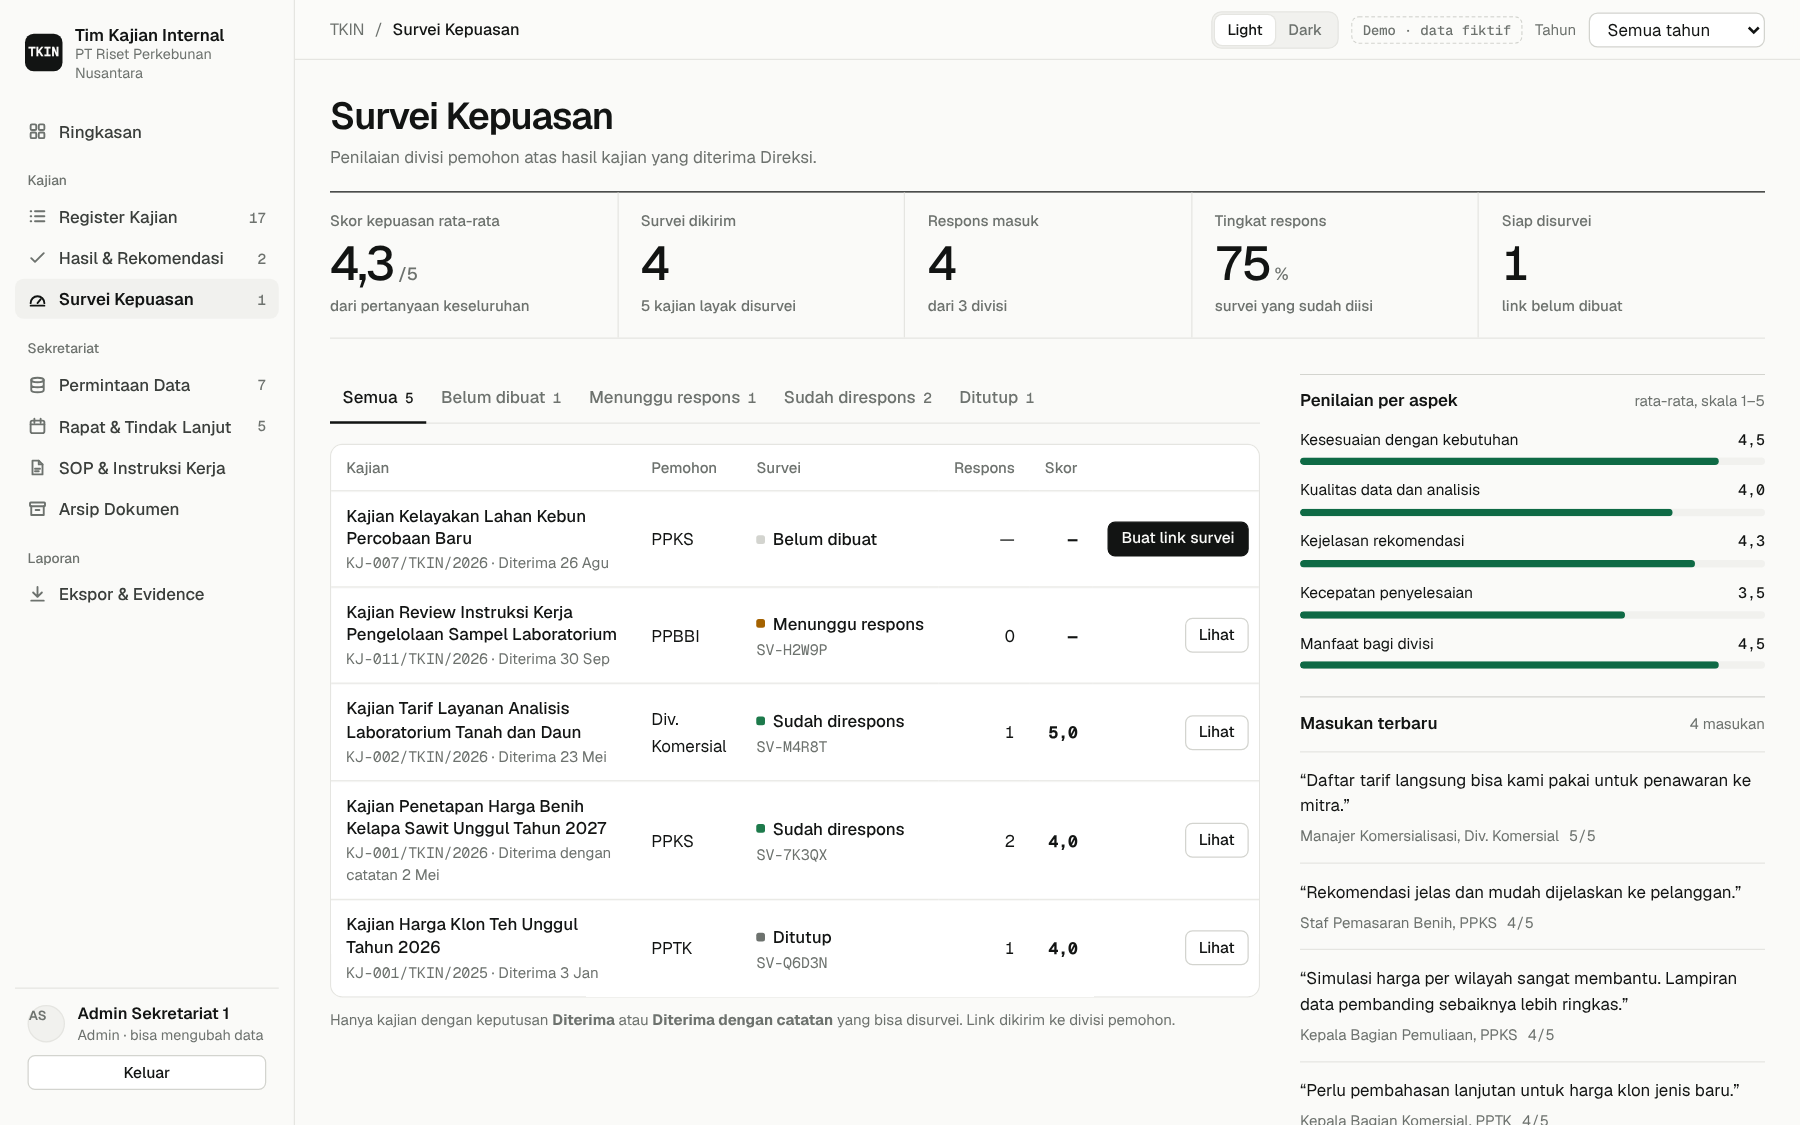 TKIN
Tim Kajian Internal
PT Riset Perkebunan
Nusantara
Ringkasan
Kajian
Register Kajian 17
Hasil & Rekomendasi 2
Survei Kepuasan 1
Sekretariat
Permintaan Data 7
Rapat & Tindak Lanjut 5
SOP & Instruksi Kerja
Arsip Dokumen
Laporan
Ekspor & Evidence
AS
Admin Sekretariat 1
Admin · bisa mengubah data
Keluar
TKIN / Survei Kepuasan
Light Dark
Demo · data fiktif
Tahun
Semua tahun
Survei Kepuasan
Penilaian divisi pemohon atas hasil kajian yang diterima Direksi.
Skor kepuasan rata-rata
4,3 /5
dari pertanyaan keseluruhan
Survei dikirim
4
5 kajian layak disurvei
Respons masuk
4
dari 3 divisi
Tingkat respons
75 %
survei yang sudah diisi
Siap disurvei
1
link belum dibuat
Semua 5 Belum dibuat 1 Menunggu respons 1 Sudah direspons 2 Ditutup 1
Kajian Pemohon Survei Respons Skor
Kajian Kelayakan Lahan Kebun
Percobaan Baru
KJ-007/TKIN/2026 · Diterima 26 Agu
PPKS
Belum dibuat
— –
Buat link survei
Kajian Review Instruksi Kerja
Pengelolaan Sampel Laboratorium
KJ-011/TKIN/2026 · Diterima 30 Sep
PPBBI
Menunggu respons
SV-H2W9P
0 –
Lihat
Kajian Tarif Layanan Analisis
Laboratorium Tanah dan Daun
KJ-002/TKIN/2026 · Diterima 23 Mei
Div.
Komersial
Sudah direspons
SV-M4R8T
1 5,0
Lihat
Kajian Penetapan Harga Benih
Kelapa Sawit Unggul Tahun 2027
KJ-001/TKIN/2026 · Diterima dengan
catatan 2 Mei
PPKS
Sudah direspons
SV-7K3QX
2 4,0
Lihat
Kajian Harga Klon Teh Unggul
Tahun 2026
KJ-001/TKIN/2025 · Diterima 3 Jan
PPTK
Ditutup
SV-Q6D3N
1 4,0
Lihat
Hanya kajian dengan keputusan Diterima atau Diterima dengan catatan yang bisa disurvei. Link dikirim ke divisi pemohon.
Penilaian per aspek rata-rata, skala 1–5
Kesesuaian dengan kebutuhan 4,5
Kualitas data dan analisis 4,0
Kejelasan rekomendasi 4,3
Kecepatan penyelesaian 3,5
Manfaat bagi divisi 4,5
Masukan terbaru 4 masukan
“Daftar tarif langsung bisa kami pakai untuk penawaran ke
mitra.”
Manajer Komersialisasi, Div. Komersial 5/5
“Rekomendasi jelas dan mudah dijelaskan ke pelanggan.”
Staf Pemasaran Benih, PPKS 4/5
“Simulasi harga per wilayah sangat membantu. Lampiran
data pembanding sebaiknya lebih ringkas.”
Kepala Bagian Pemuliaan, PPKS 4/5
“Perlu pembahasan lanjutan untuk harga klon jenis baru.”
Kepala Bagian Komersial, PPTK 4/5